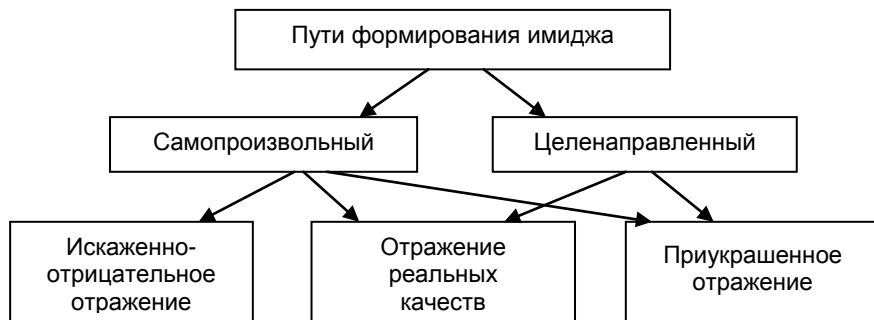 Пути формирования имиджа
Самопроизвольный
Целенаправленный
Искаженно-
отрицательное
отражение
Отражение
реальных
качеств
Приукрашенное
отражение